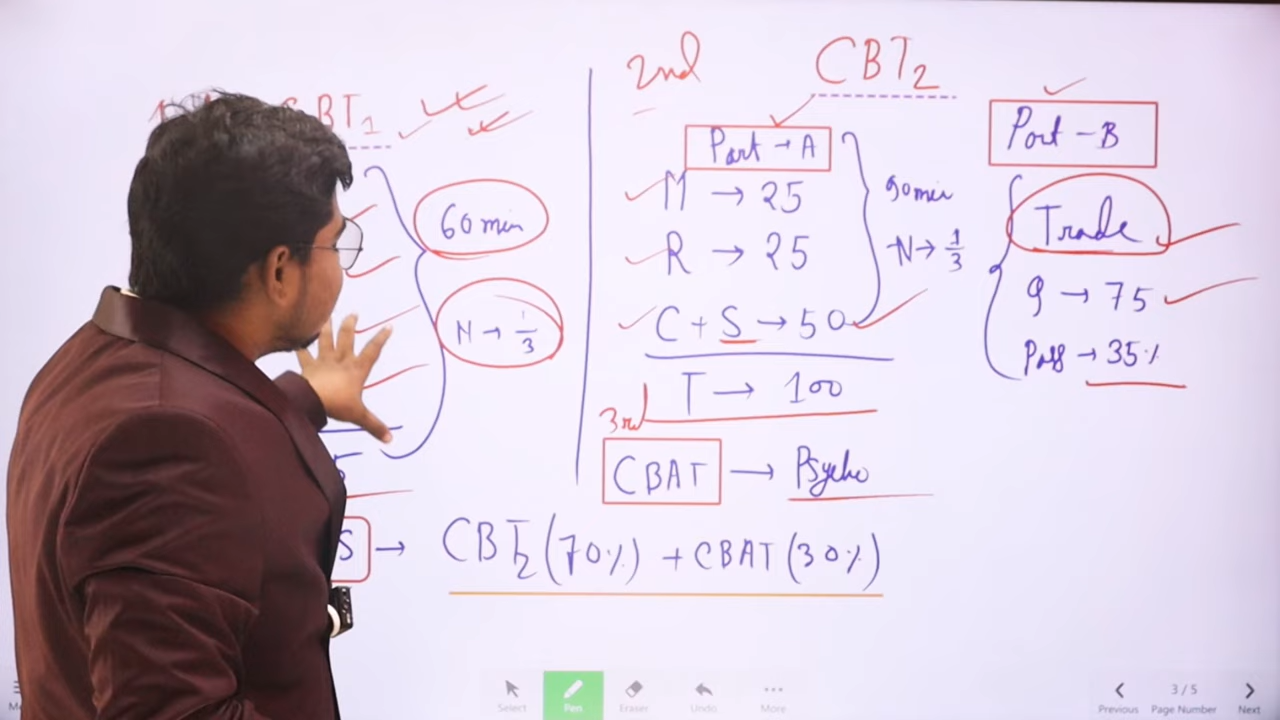 CBT1
60 min
N → 1/3
5
S → CBT2 (70%) + CBAT (30%)
2nd CBT2
Part → A
M → 25
R → 25
C + S → 50
90 min
N → 1/3
T → 100
3rd
CBAT → Psycho
Part - B
Trade
Q → 75
Pass → 35%
Select
Pen
Eraser
Undo
More
Previous
3 / 5
Page Number
Next